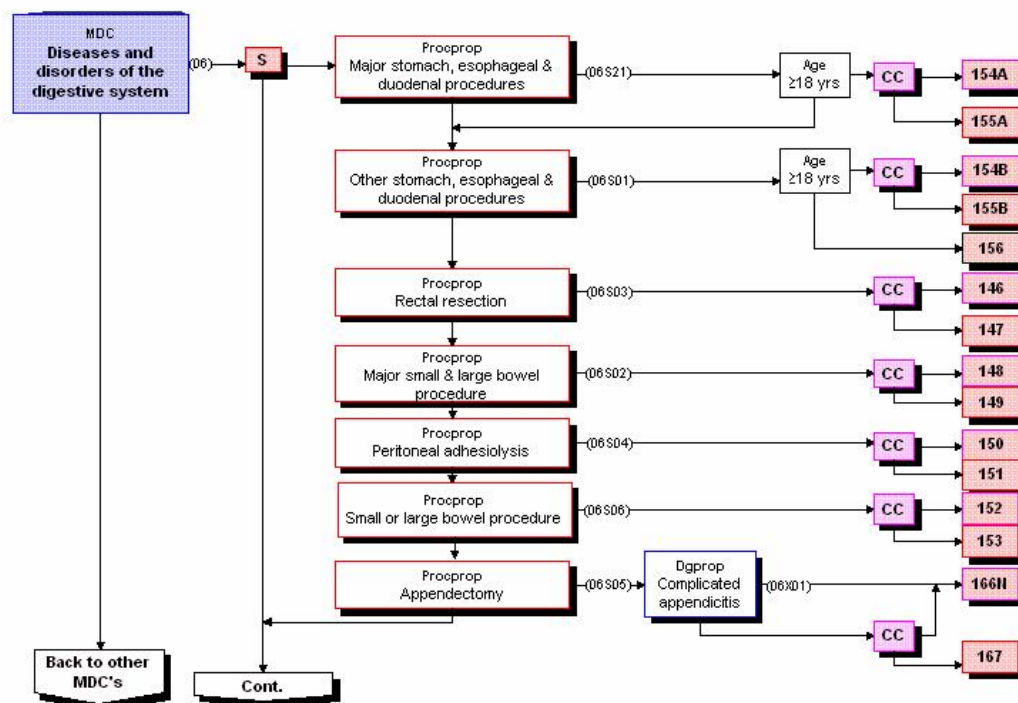 MDC
Diseases and
disorders of the
digestive system
(06)
S
Procprop
Major stomach, esophageal &
duodenal procedures
(06S21)
Age
≥18 yrs
CC
154A
155A
Procprop
Other stomach, esophageal &
duodenal procedures
(06S01)
Age
≥18 yrs
CC
154B
155B
156
Procprop
Rectal resection
(06S03)
CC
146
147
Procprop
Major small & large bowel
procedure
(06S02)
CC
148
149
Procprop
Peritoneal adhesiolysis
(06S04)
CC
150
151
Procprop
Small or large bowel procedure
(06S06)
CC
152
153
Procprop
Appendectomy
(06S05)
Dgprop
Complicated
appendicitis
(06X01)
166N
CC
167
Back to other
MDC's
Cont.